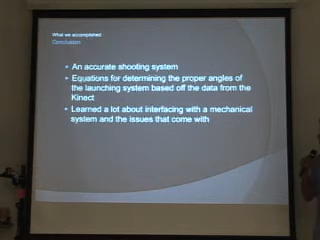 What we accomplished
Conclusion
An accurate shooting system
Equations for determining the proper angles of
the launching system based off the data from the
Kinect
Learned a lot about interfacing with a mechanical
system and the issues that come with